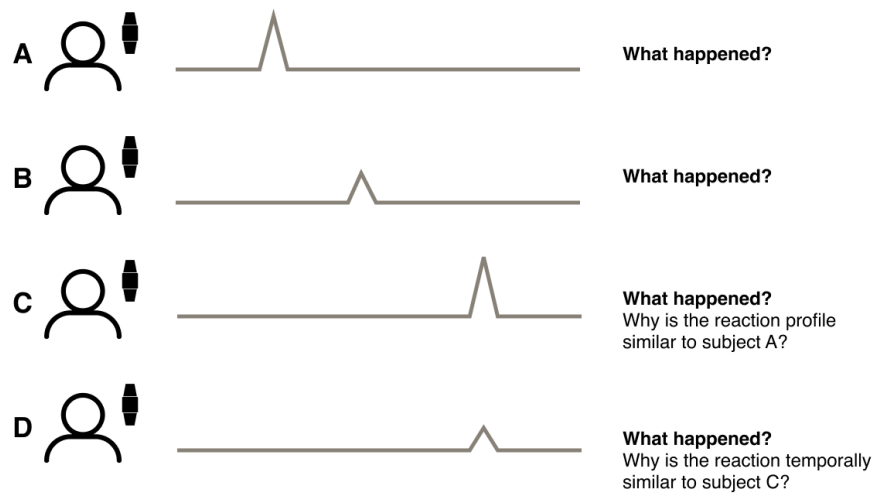 A
What happened?
B
What happened?
C
What happened?
Why is the reaction profile
similar to subject A?
D
What happened?
Why is the reaction temporally
similar to subject C?